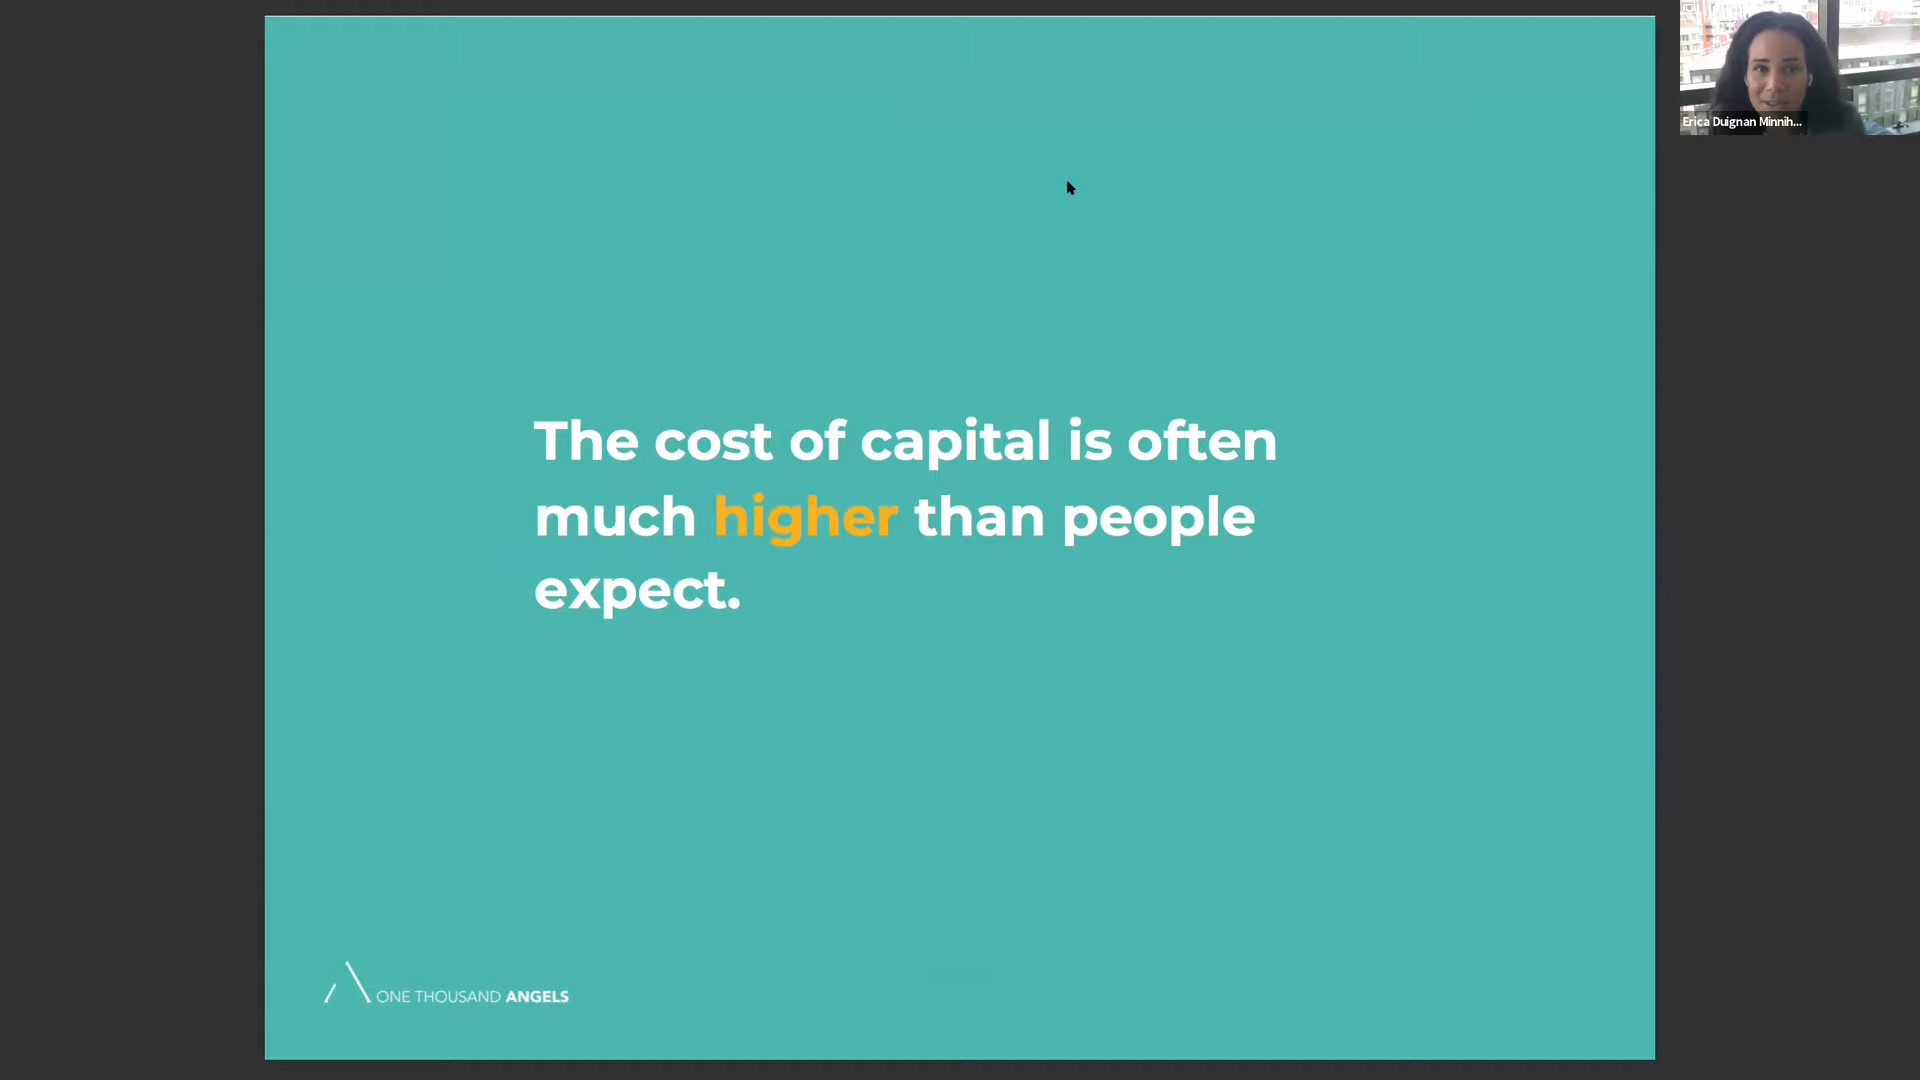 Erica Duignan Minnih...
The cost of capital is often
much higher than people
expect.
ONE THOUSAND ANGELS